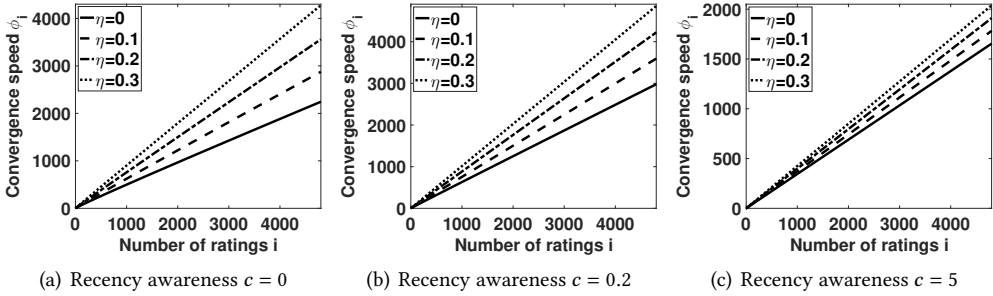 Convergence speed ϕi
4000
3000
2000
1000
0
η=0
η=0.1
η=0.2
η=0.3
0 1000 2000 3000 4000
Number of ratings i
(a) Recency awareness c = 0
Convergence speed ϕi
4000
3000
2000
1000
0
η=0
η=0.1
η=0.2
η=0.3
0 1000 2000 3000 4000
Number of ratings i
(b) Recency awareness c = 0.2
Convergence speed ϕi
2000
1500
1000
500
0
η=0
η=0.1
η=0.2
η=0.3
0 1000 2000 3000 4000
Number of ratings i
(c) Recency awareness c = 5